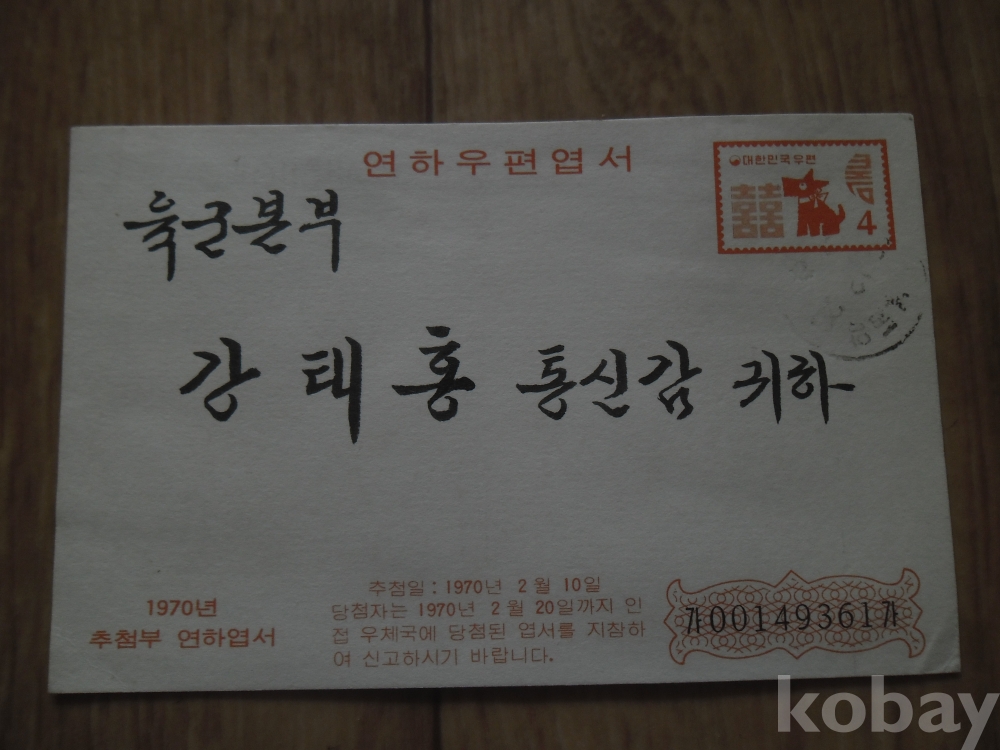 연하우편엽서
대한민국우편
4
육군본부
강태홍 통신감 귀하
1970년
추첨부 연하엽서
추첨일 : 1970년 2월 10일
당첨자는 1970년 2월 20일까지 인
접 우체국에 당첨된 엽서를 지참하
여 신고하시기 바랍니다.
가001493617가
kobay